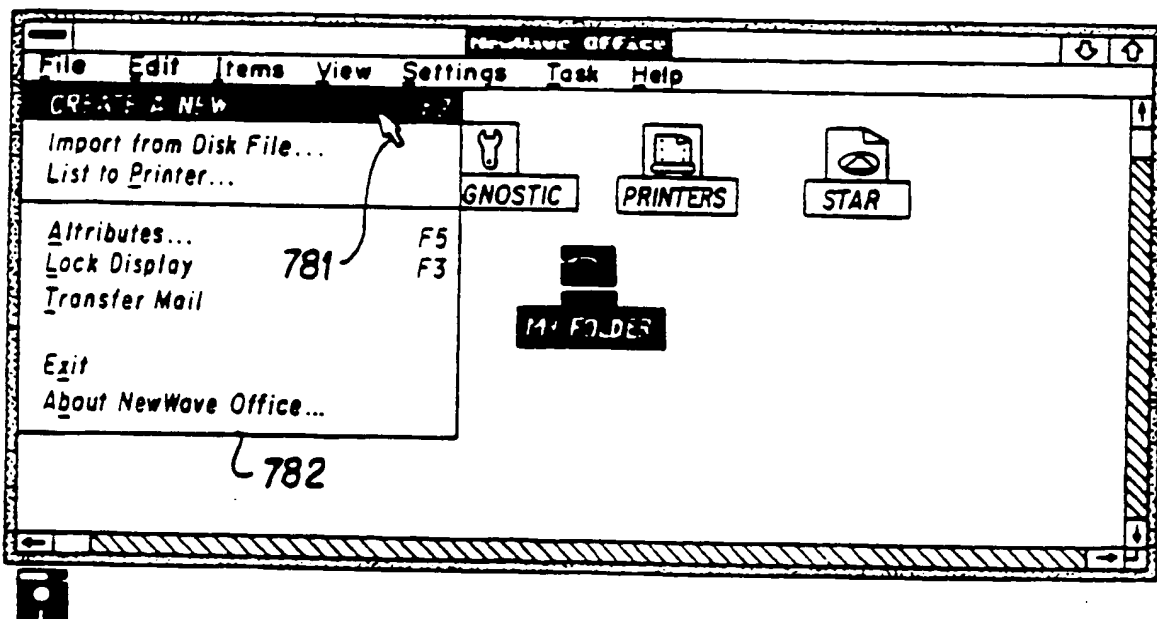 NewWave Office
File Edit Items View Settings Task Help
CREATE A NEW
Import from Disk File...
List to Printer...
GNOSTIC PRINTERS STAR
Attributes... F5
Lock Display F3
781
Transfer Mail
MY FOLDER
Exit
About NewWave Office...
782